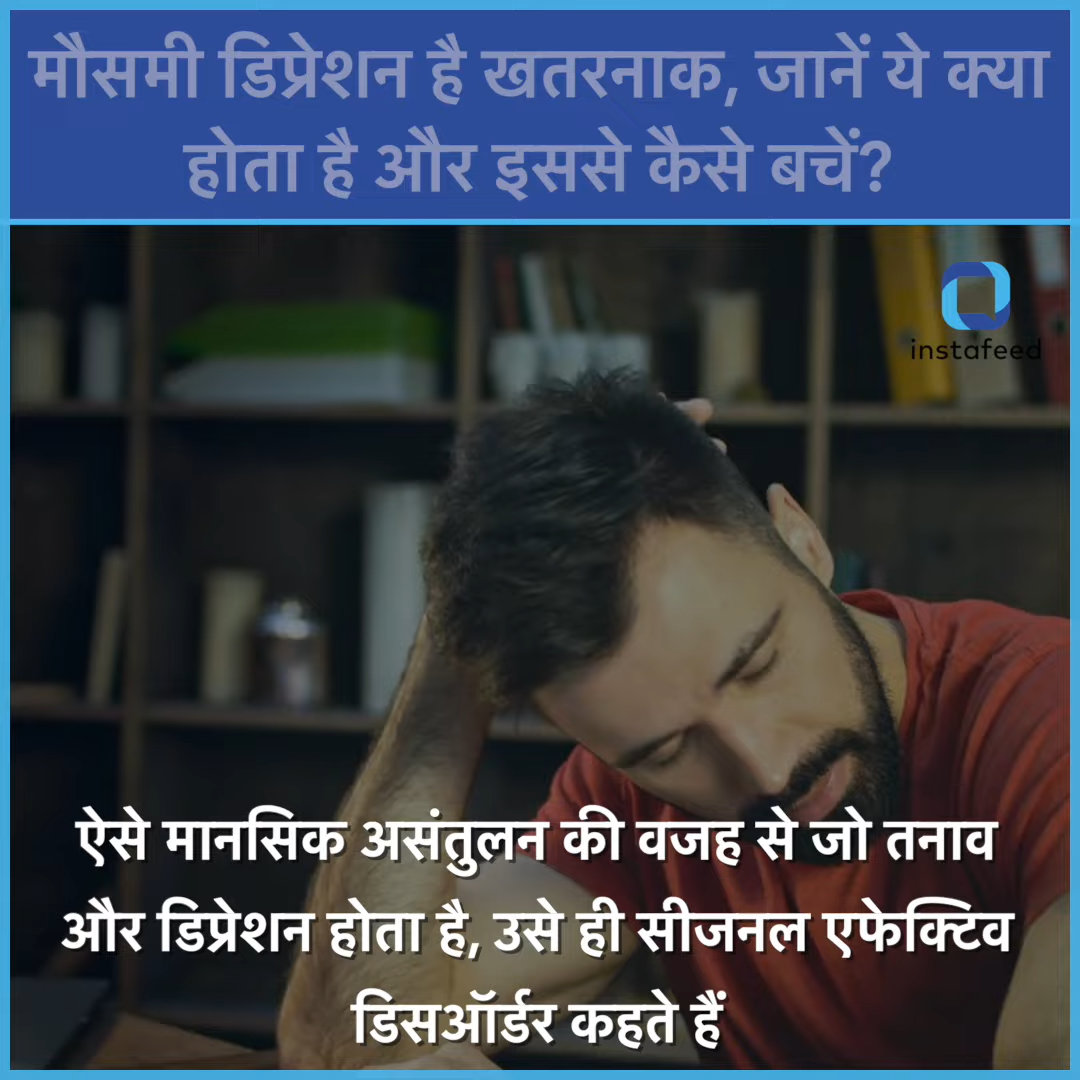 मौसमी डिप्रेशन है खतरनाक, जानें ये क्या
होता है और इससे कैसे बचें?
instafeed
ऐसे मानसिक असंतुलन की वजह से जो तनाव
और डिप्रेशन होता है, उसे ही सीजनल एफेक्टिव
डिसऑर्डर कहते हैं